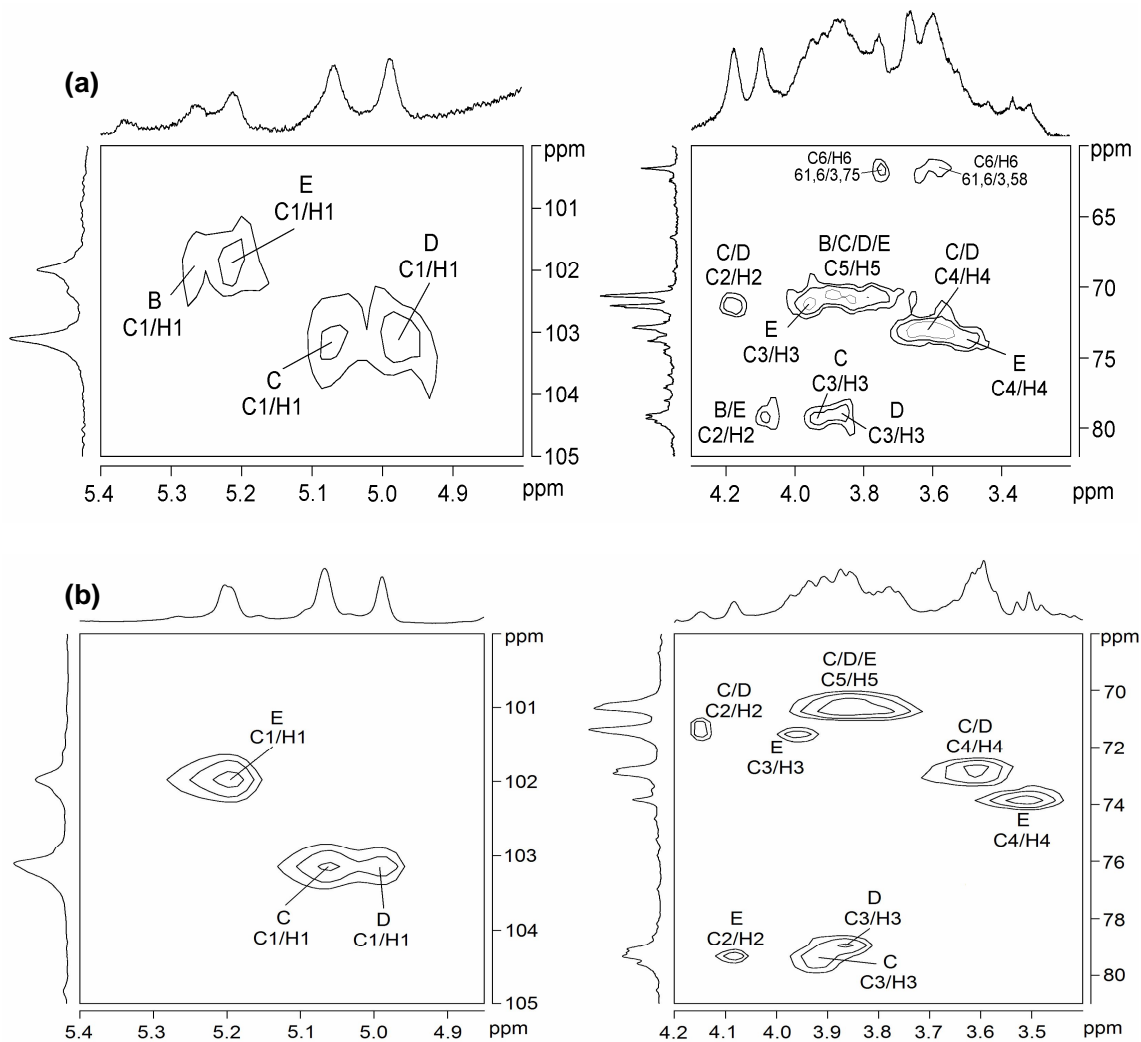 (a)
ppm
101
102
103
104
105
E
C1/H1
D
C1/H1
B
C1/H1
C
C1/H1
5.4
5.3
5.2
5.1
5.0
4.9
ppm
ppm
65
70
75
80
C6/H6
61,6/3,75
C6/H6
61,6/3,58
C/D
C2/H2
B/C/D/E
C5/H5
C/D
C4/H4
E
C3/H3
C
C3/H3
E
C4/H4
B/E
C2/H2
D
C3/H3
4.2
4.0
3.8
3.6
3.4
ppm
(b)
ppm
101
102
103
104
105
E
C1/H1
C
C1/H1
D
C1/H1
5.4
5.3
5.2
5.1
5.0
4.9
ppm
ppm
70
72
74
76
78
80
C/D/E
C5/H5
C/D
C2/H2
C/D
C4/H4
E
C3/H3
E
C4/H4
D
C3/H3
E
C2/H2
C
C3/H3
4.2
4.1
4.0
3.9
3.8
3.7
3.6
3.5
ppm